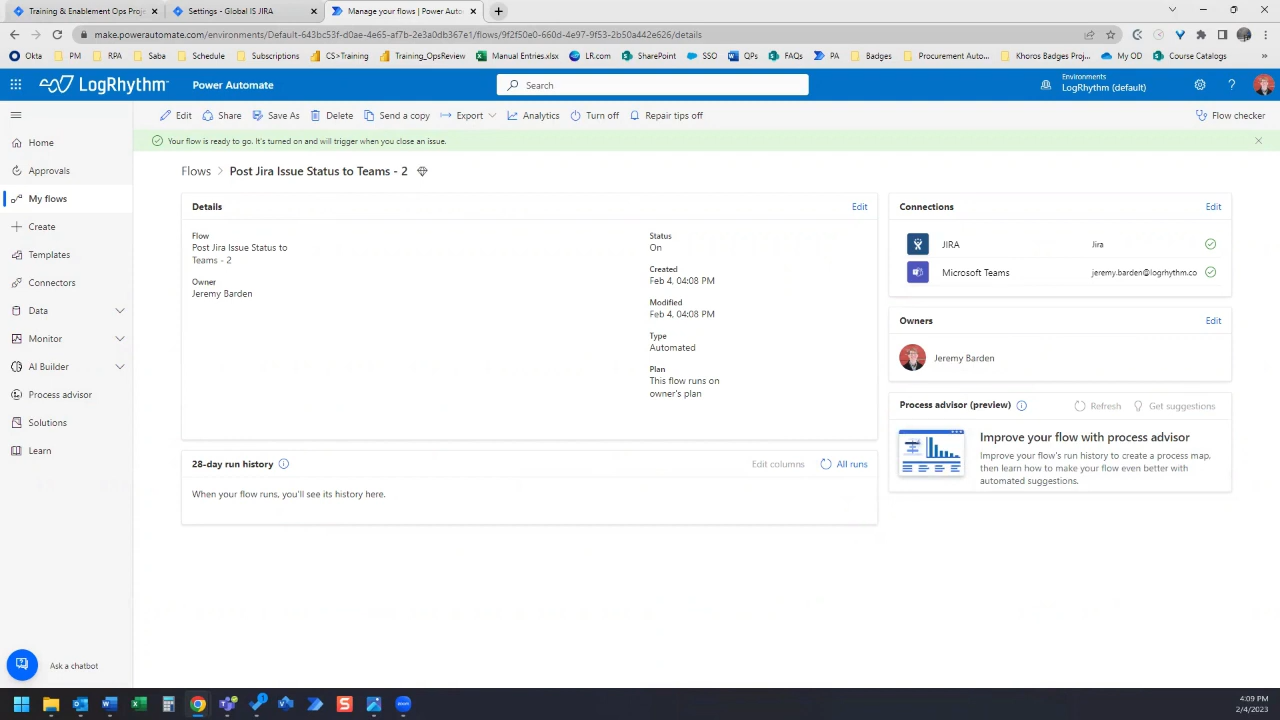 Training & Enablement Ops Proje
Settings - Global IS JIRA
Manage your flows | Power Auto
make.powerautomate.com/environments/Default-643bc53f-d0ae-4e65-af7b-2e3a0db367e1/flows/9f2f50e0-660d-4e97-9f53-2b50a442e626/details
Okta
PM
RPA
Saba
Schedule
Subscriptions
CS>Training
Training_OpsReview
Manual Entries.xlsx
LR.com
SharePoint
SSO
QPs
FAQs
PA
Badges
Procurement Auto...
Khoros Badges Proj...
My OD
Course Catalogs
»
LogRhythm
Power Automate
Search
Environments
LogRhythm (default)
Edit
Share
Save As
Delete
Send a copy
Export
Analytics
Turn off
Repair tips off
Flow checker
Home
Approvals
My flows
Create
Templates
Connectors
Data
Monitor
AI Builder
Process advisor
Solutions
Learn
Ask a chatbot
Your flow is ready to go. It's turned on and will trigger when you close an issue.
Flows > Post Jira Issue Status to Teams - 2
Details
Edit
Flow
Post Jira Issue Status to
Teams - 2
Owner
Jeremy Barden
Status
On
Created
Feb 4, 04:08 PM
Modified
Feb 4, 04:08 PM
Type
Automated
Plan
This flow runs on
owner's plan
28-day run history
Edit columns
All runs
When your flow runs, you'll see its history here.
Connections
Edit
JIRA
Jira
Microsoft Teams
jeremy.barden@logrhythm.co
Owners
Edit
Jeremy Barden
Process advisor (preview)
Refresh
Get suggestions
Improve your flow with process advisor
Improve your flow's run history to create a process map,
then learn how to make your flow even better with
automated suggestions.
4:09 PM
2/4/2023